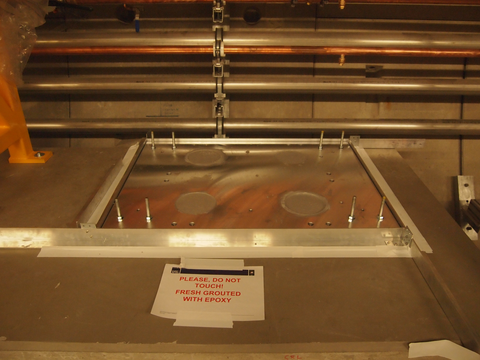 PLEASE, DO NOT
TOUCH!
FRESH GROUTED
WITH EPOXY